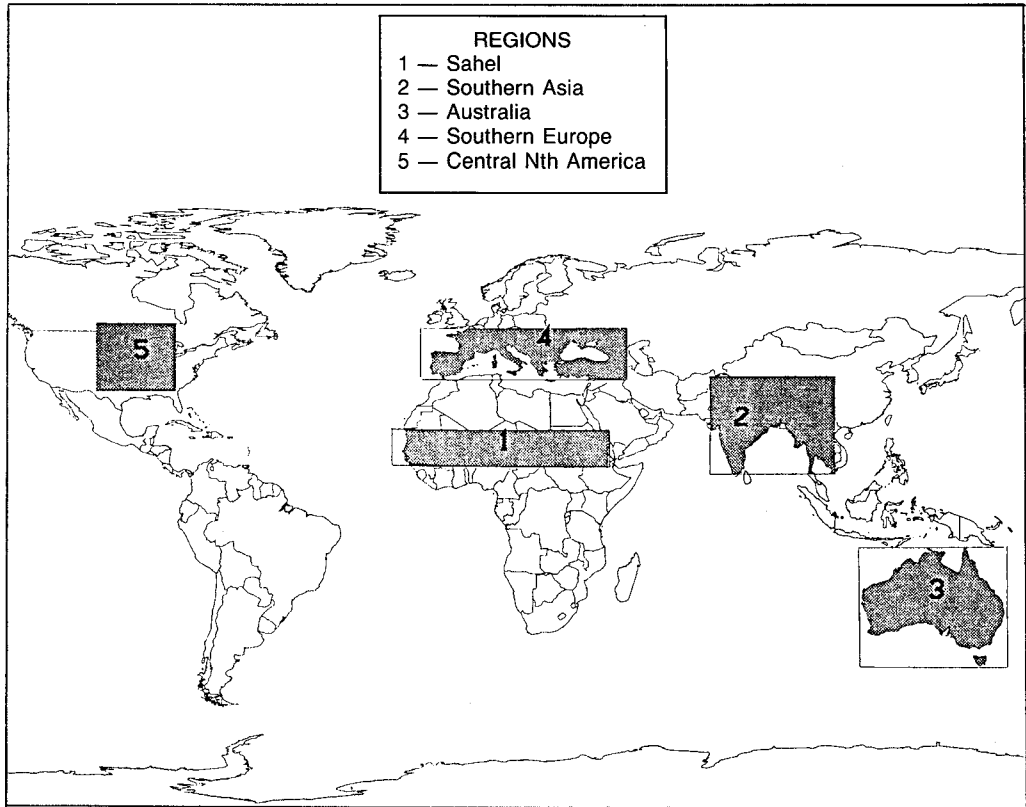 REGIONS
1 — Sahel
2 — Southern Asia
3 — Australia
4 — Southern Europe
5 — Central Nth America
5
4
1
2
3